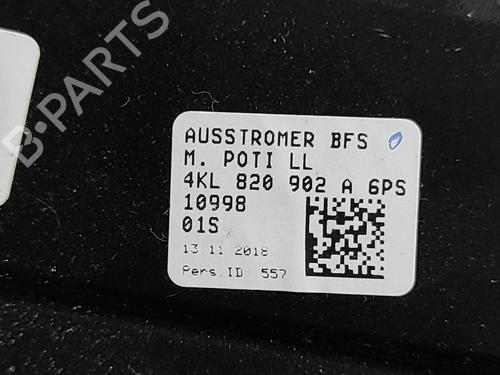 B-PARTS
AUSSTROMER BFS
M. POTI LL
4KL 820 902 A 6PS
10998
01S
13.11.2018
Pers.ID: 557